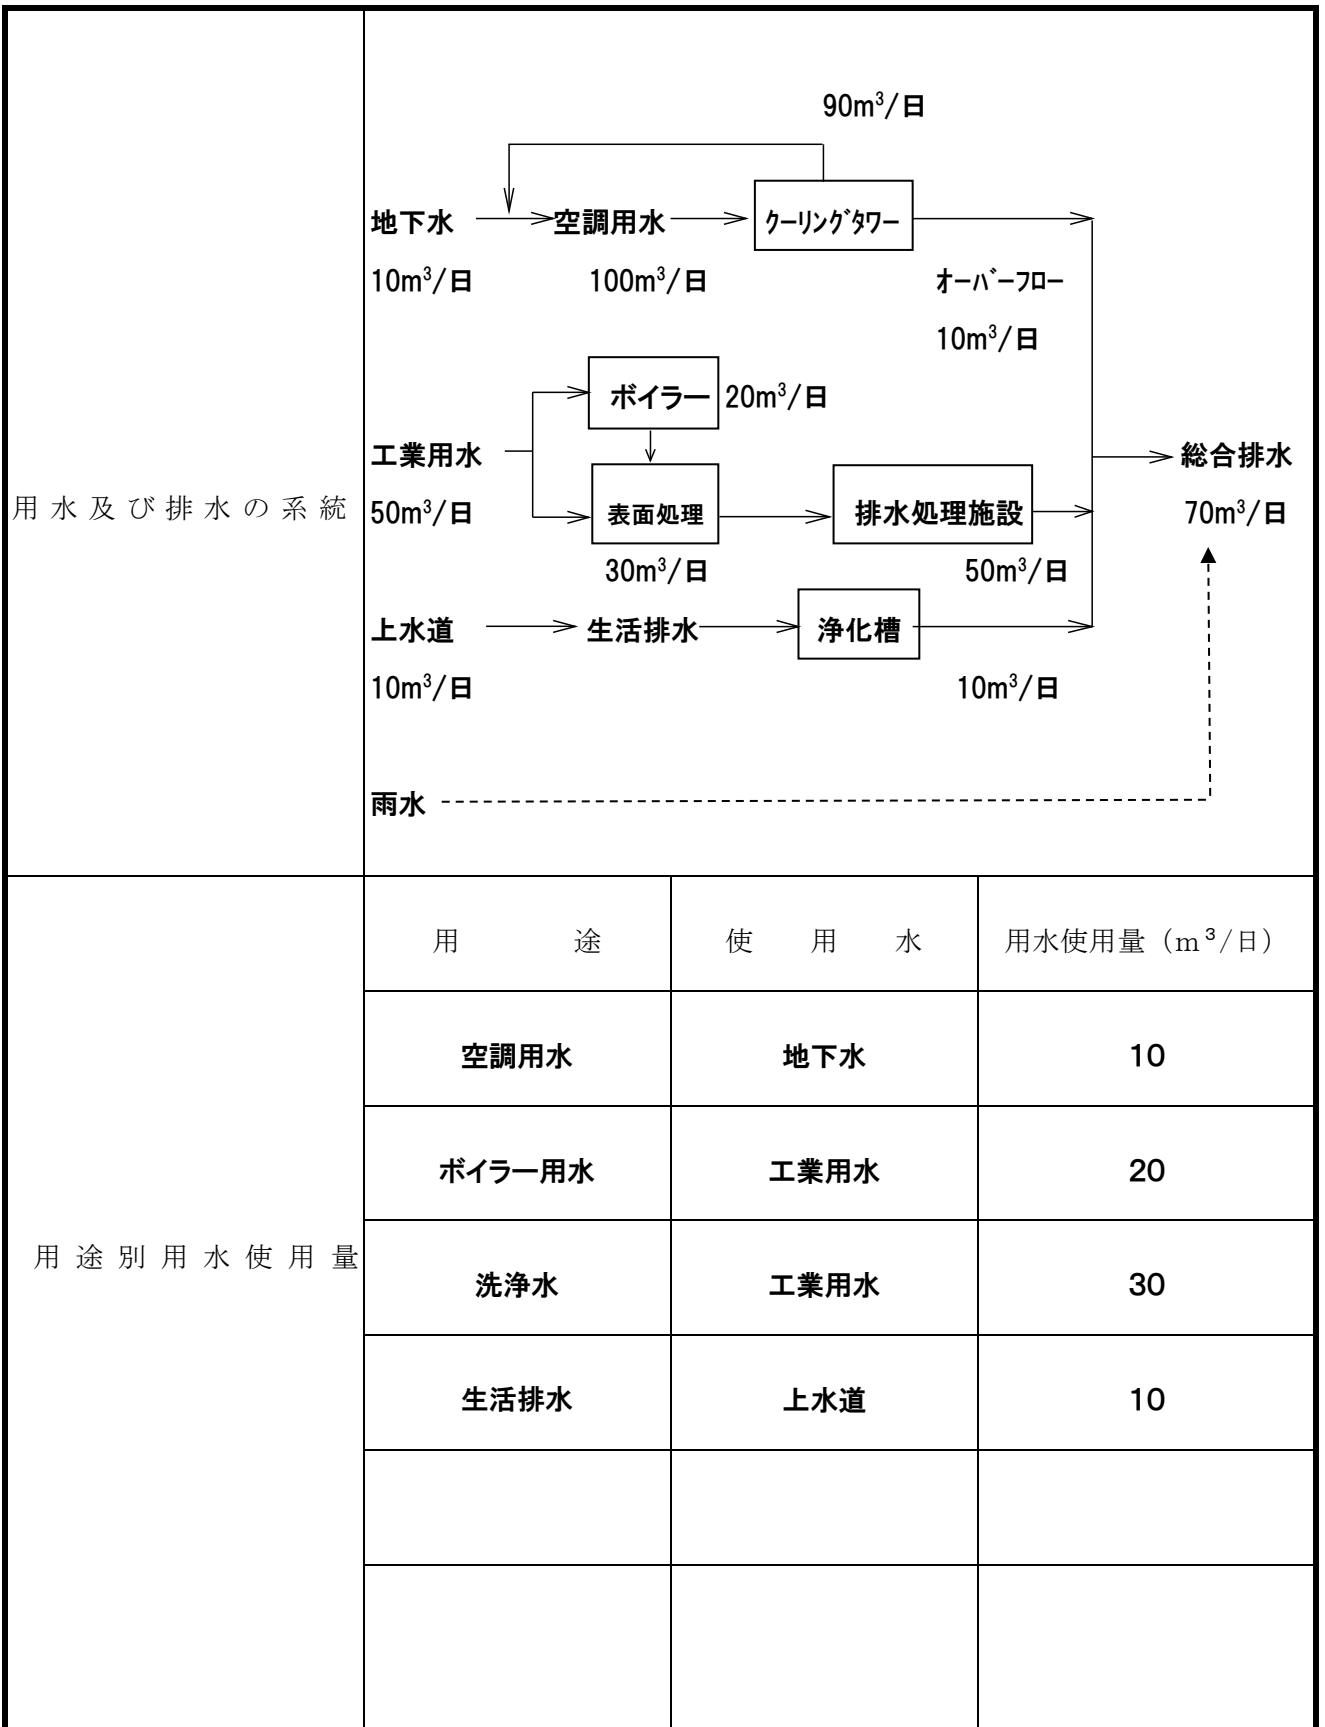 90m³/日
地下水 空調用水 ｸｰﾘﾝｸﾞﾀﾜｰ
10m³/日 100m³/日 ｵｰﾊﾞｰﾌﾛｰ
10m³/日
ボイラー 20m³/日
工業用水 総合排水
用水及び排水の系統 50m³/日 表面処理 排水処理施設 70m³/日
30m³/日 50m³/日
上水道 生活排水 浄化槽
10m³/日 10m³/日
雨水
用途 使用水 用水使用量（ｍ³/日）
空調用水 地下水 10
ボイラー用水 工業用水 20
用途別用水使用量 洗浄水 工業用水 30
生活排水 上水道 10